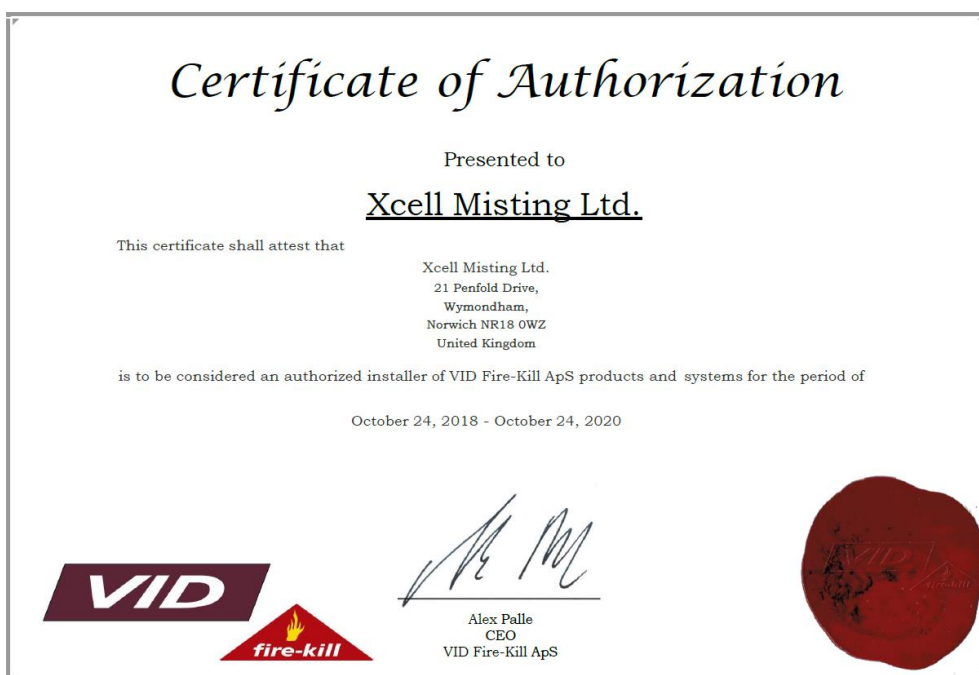 Certificate of Authorization
Presented to
Xcell Misting Ltd.
This certificate shall attest that
Xcell Misting Ltd.
21 Penfold Drive,
Wymondham,
Norwich NR18 0WZ
United Kingdom
is to be considered an authorized installer of VID Fire-Kill ApS products and systems for the period of
October 24, 2018 - October 24, 2020
Alex Palle
CEO
VID Fire-Kill ApS
VID
fire-kill
VID
fire-kill